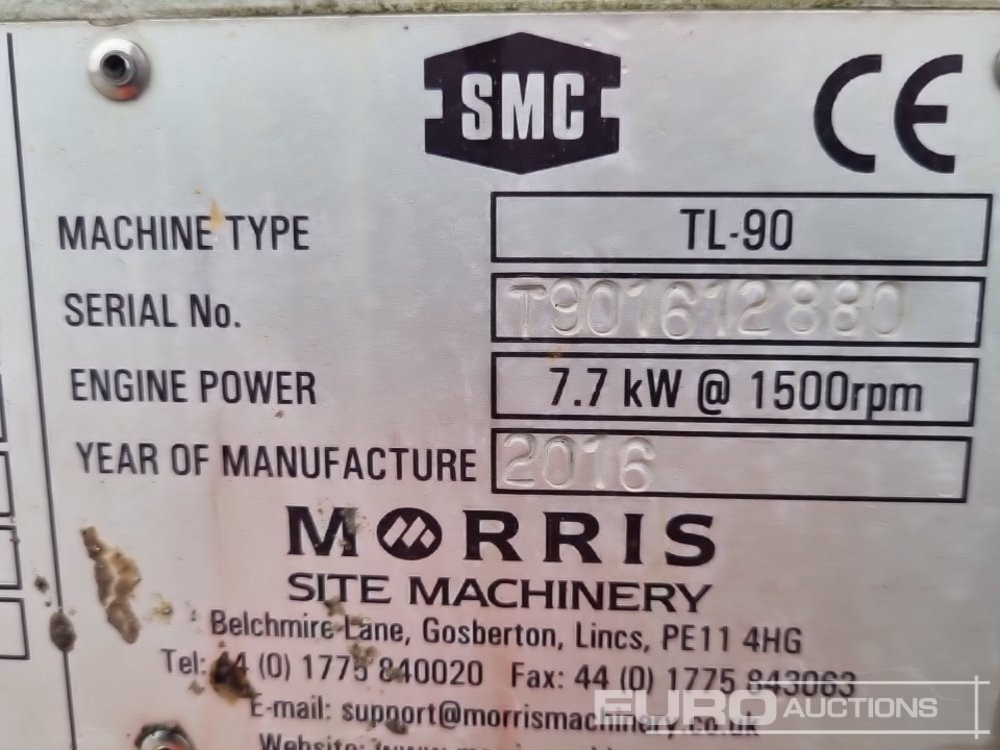 SMC CE
MACHINE TYPE TL-90
SERIAL No. T901612880
ENGINE POWER 7.7 kW @ 1500rpm
YEAR OF MANUFACTURE 2016
MORRIS
SITE MACHINERY
Belchmire Lane, Gosberton, Lincs, PE11 4HG
Tel: 44 (0) 1775 840020 Fax: 44 (0) 1775 843063
E-mail: support@morrismachinery.co.uk
EURO AUCTIONS
Website: